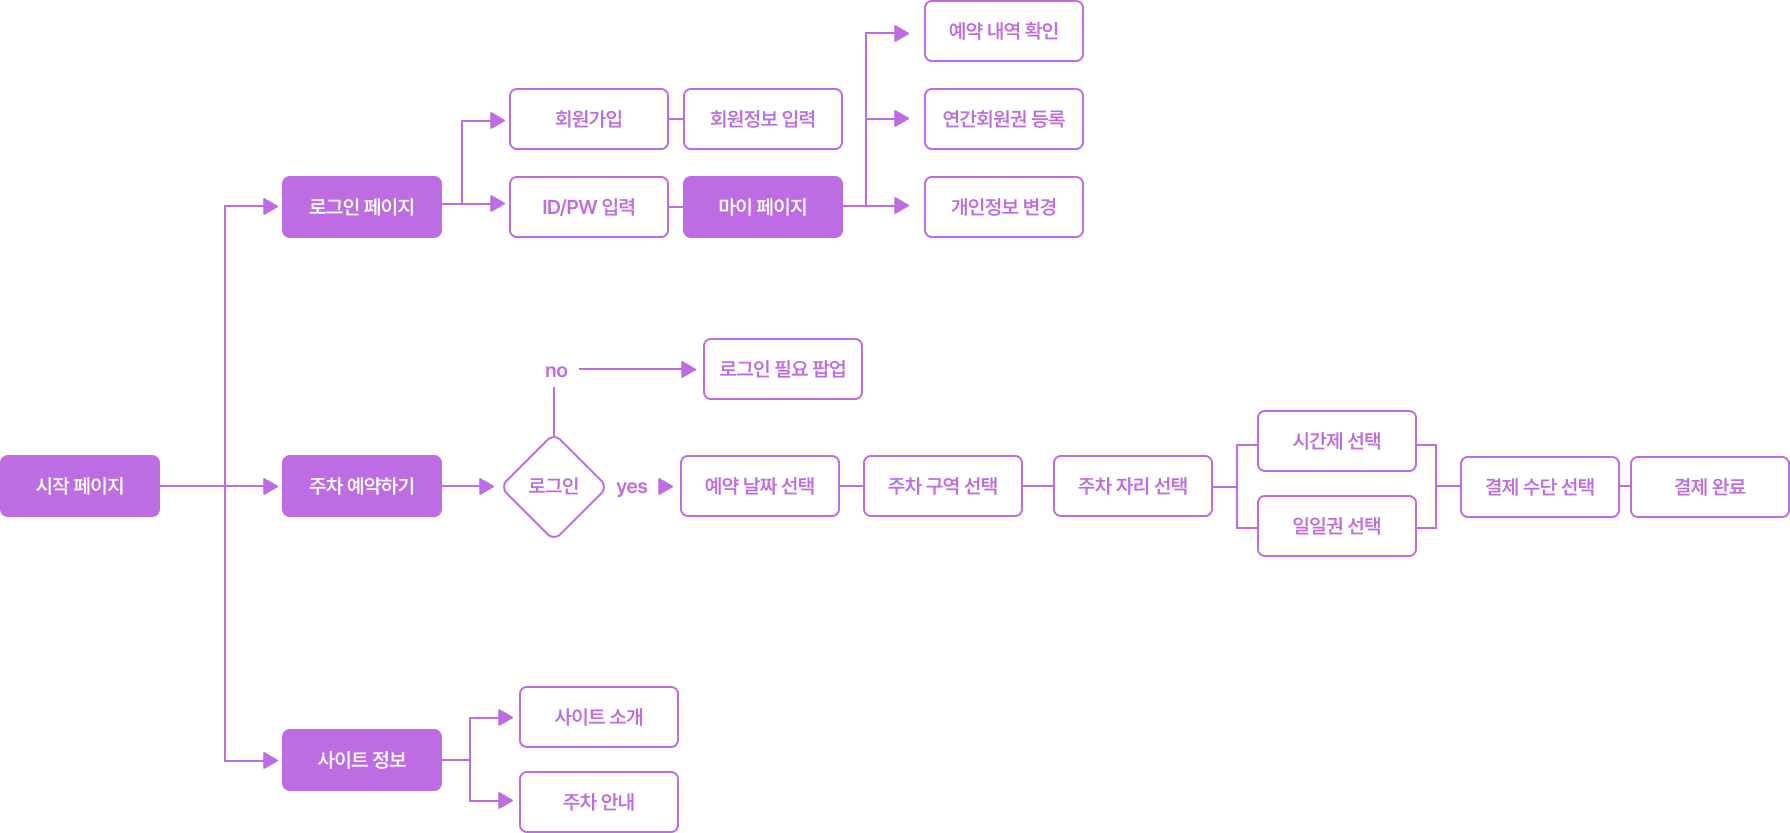 예약 내역 확인
회원가입
회원정보 입력
연간회원권 등록
로그인 페이지
ID/PW 입력
마이 페이지
개인정보 변경
no
로그인 필요 팝업
시작 페이지
주차 예약하기
로그인
yes
예약 날짜 선택
주차 구역 선택
주차 자리 선택
시간제 선택
일일권 선택
결제 수단 선택
결제 완료
사이트 정보
사이트 소개
주차 안내